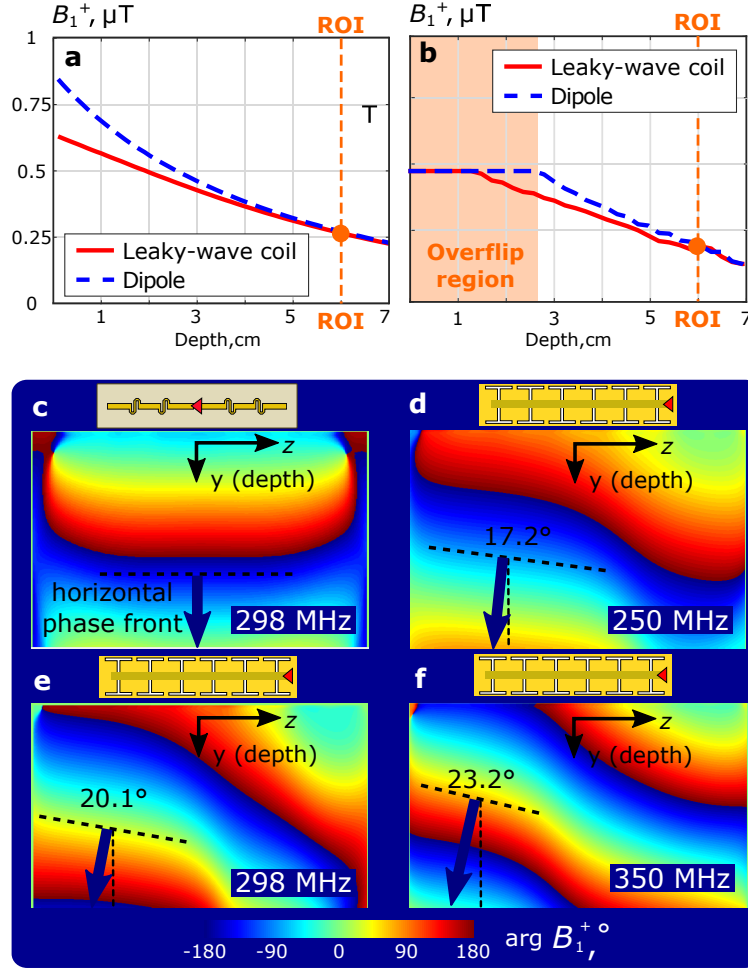 B₁⁺, μT
ROI
a
1
0.75
0.5
0.25
0
T
Leaky-wave coil
Dipole
1
3
5
7
Depth,cm
ROI
B₁⁺, μT
ROI
b
Leaky-wave coil
Dipole
Overflip
region
1
3
5
7
Depth,cm
ROI
c
z
y (depth)
horizontal
phase front
298 MHz
d
z
y (depth)
17.2°
250 MHz
e
z
y (depth)
20.1°
298 MHz
f
z
y (depth)
23.2°
350 MHz
-180 -90 0 90 180
arg B₁⁺,°